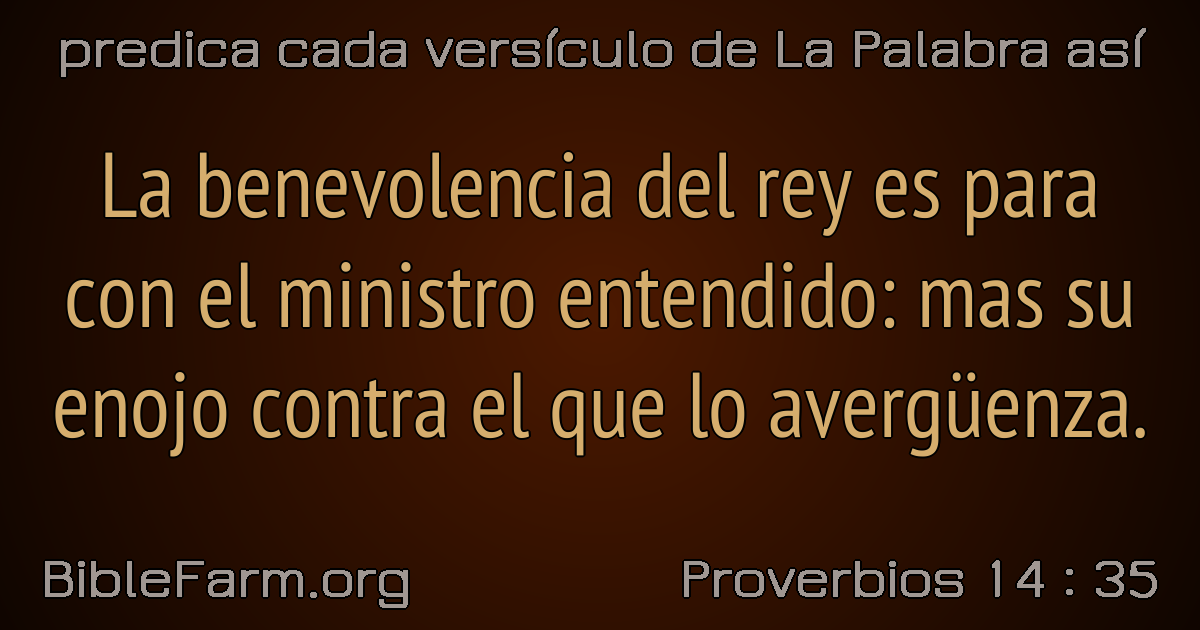 predica cada versículo de La Palabra así
La benevolencia del rey es para
con el ministro entendido: mas su
enojo contra el que lo avergüenza.
BibleFarm.org
Proverbios 14 : 35